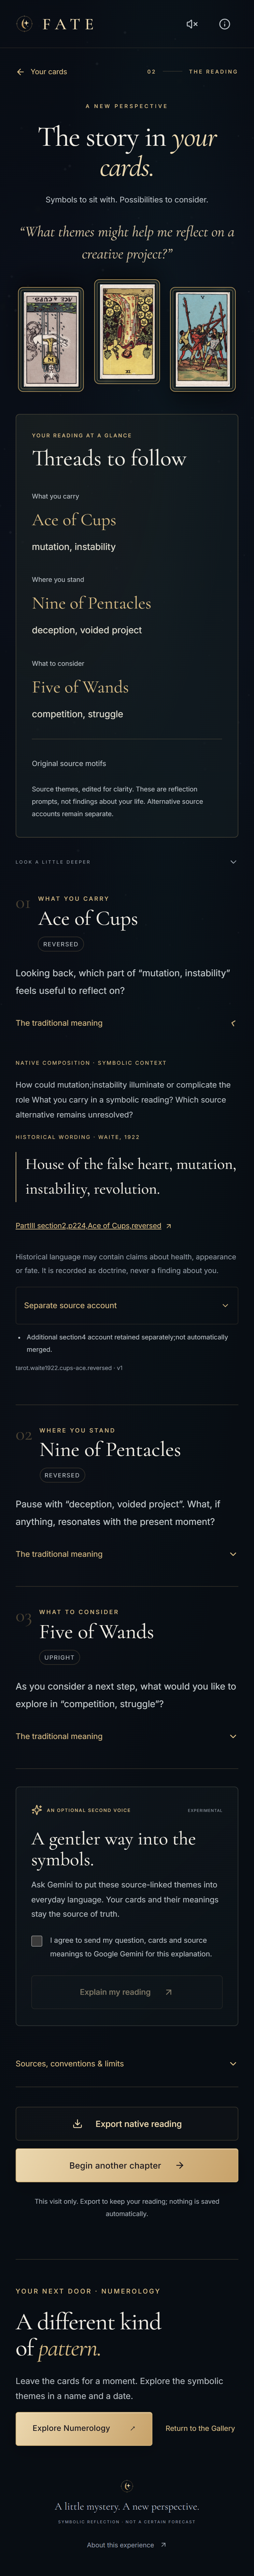 FATE
Your cards
02
THE READING
A NEW PERSPECTIVE
The story in your
cards.
Symbols to sit with. Possibilities to consider.
“What themes might help me reflect on a
creative project?”
YOUR READING AT A GLANCE
Threads to follow
What you carry
Ace of Cups
mutation, instability
Where you stand
Nine of Pentacles
deception, voided project
What to consider
Five of Wands
competition, struggle
Original source motifs
Source themes, edited for clarity. These are reflection
prompts, not findings about your life. Alternative source
accounts remain separate.
LOOK A LITTLE DEEPER
01
WHAT YOU CARRY
Ace of Cups
REVERSED
Looking back, which part of “mutation, instability”
feels useful to reflect on?
The traditional meaning
NATIVE COMPOSITION · SYMBOLIC CONTEXT
How could mutation;instability illuminate or complicate the
role What you carry in a symbolic reading? Which source
alternative remains unresolved?
HISTORICAL WORDING · WAITE, 1922
House of the false heart, mutation,
instability, revolution.
PartIII section2,p224,Ace of Cups,reversed
Historical language may contain claims about health, appearance
or fate. It is recorded as doctrine, never a finding about you.
Separate source account
• Additional section4 account retained separately;not automatically
merged.
tarot.waite1922.cups-ace.reversed · v1
02
WHERE YOU STAND
Nine of Pentacles
REVERSED
Pause with “deception, voided project”. What, if
anything, resonates with the present moment?
The traditional meaning
03
WHAT TO CONSIDER
Five of Wands
UPRIGHT
As you consider a next step, what would you like to
explore in “competition, struggle”?
The traditional meaning
AN OPTIONAL SECOND VOICE
EXPERIMENTAL
A gentler way into the
symbols.
Ask Gemini to put these source-linked themes into
everyday language. Your cards and their meanings
stay the source of truth.
I agree to send my question, cards and source
meanings to Google Gemini for this explanation.
Explain my reading
Sources, conventions & limits
Export native reading
Begin another chapter
This visit only. Export to keep your reading; nothing is saved
automatically.
YOUR NEXT DOOR · NUMEROLOGY
A different kind
of pattern.
Leave the cards for a moment. Explore the symbolic
themes in a name and a date.
Explore Numerology
Return to the Gallery
A little mystery. A new perspective.
SYMBOLIC REFLECTION · NOT A CERTAIN FORECAST
About this experience